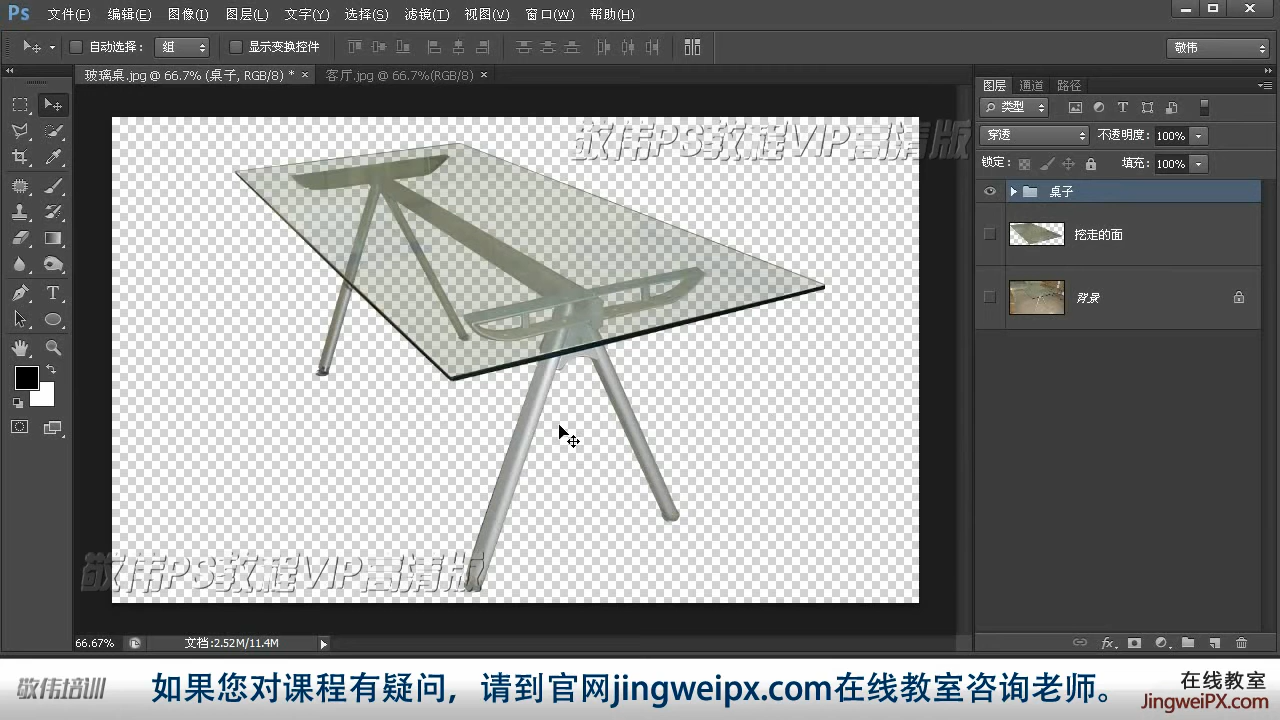 Ps 文件(F) 编辑(E) 图像(I) 图层(L) 文字(Y) 选择(S) 滤镜(T) 视图(V) 窗口(W) 帮助(H)
自动选择： 组 显示变换控件 敬伟
玻璃桌.jpg @ 66.7% (桌子, RGB/8) * × 客厅.jpg @ 66.7%(RGB/8) ×
图层 通道 路径
类型
敬伟PS教程VIP高清版
穿透 不透明度： 100%
锁定： 填充： 100%
桌子
挖走的面
背景
敬伟PS教程VIP高清版
66.67% 文档:2.52M/11.4M
敬伟培训 如果您对课程有疑问，请到官网jingweipx.com在线教室咨询老师。 在线教室
JingweiPX.com